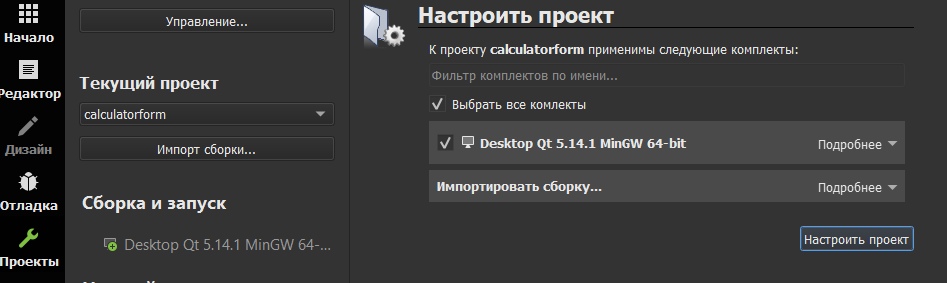 Начало
Редактор
Дизайн
Отладка
Проекты
Управление...
Текущий проект
calculatorform
Импорт сборки...
Сборка и запуск
Desktop Qt 5.14.1 MinGW 64-...
Настроить проект
К проекту calculatorform применимы следующие комплекты:
Фильтр комплектов по имени...
Выбрать все комлекты
Desktop Qt 5.14.1 MinGW 64-bit
Подробнее
Импортировать сборку...
Подробнее
Настроить проект